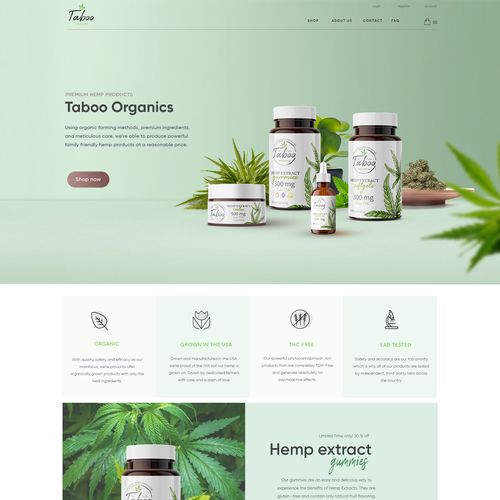 Taboo
Login Register Account
SHOP ABOUT US CONTACT FAQ
PREMIUM HEMP PRODUCTS
Taboo Organics
Using organic farming methods, premium ingredients,
and meticulous care, we're able to produce powerful
family friendly hemp products at a reasonable price.
Shop now
Taboo
HEMP EXTRACT
gummies
300 mg
Taboo
HEMP EXTRACT
softgels
300 mg
Taboo
HEMP EXTRACT
500 mg
Taboo
ORGANIC
With quality, safety and efficacy as our
mainfocus, we're proud to offer
organically grown products with only the
best ingredients.
GROWN IN THE USA
Grown and manufactured in the USA,
we're proud of the rich soil our hemp is
grown on. Grown by dedicated farmers
with care and a dash of love.
THC FREE
Our powerful phytocannabinoid-rich
products that are completely TCH-Free
and generate absolutely no
psychoactive effects.
LAB TESTED
Safety and accuracy are our top priority
which is why, all of our products are tested
by independent, third-party labs across
the country.
Taboo
Limited Time only! 30 % off
Hemp extract
gummies
Our gummies are an easy and delicious way to
experience the benefits of Hemp Extracts. They
are gluten-free and contain only natural fruit flavoring,